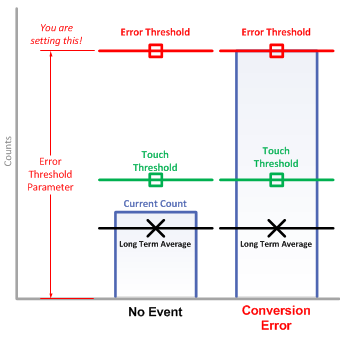 You are
setting this!
Error Threshold
Error Threshold
Counts
Error
Threshold
Parameter
Touch
Threshold
Touch
Threshold
Current Count
Long Term Average
Long Term Average
No Event
Conversion
Error